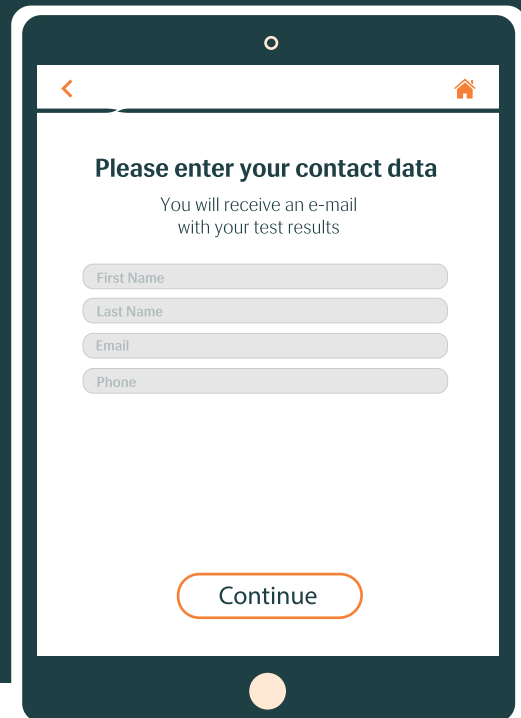 Please enter your contact data
You will receive an e-mail
with your test results
First Name
Last Name
Email
Phone
Continue